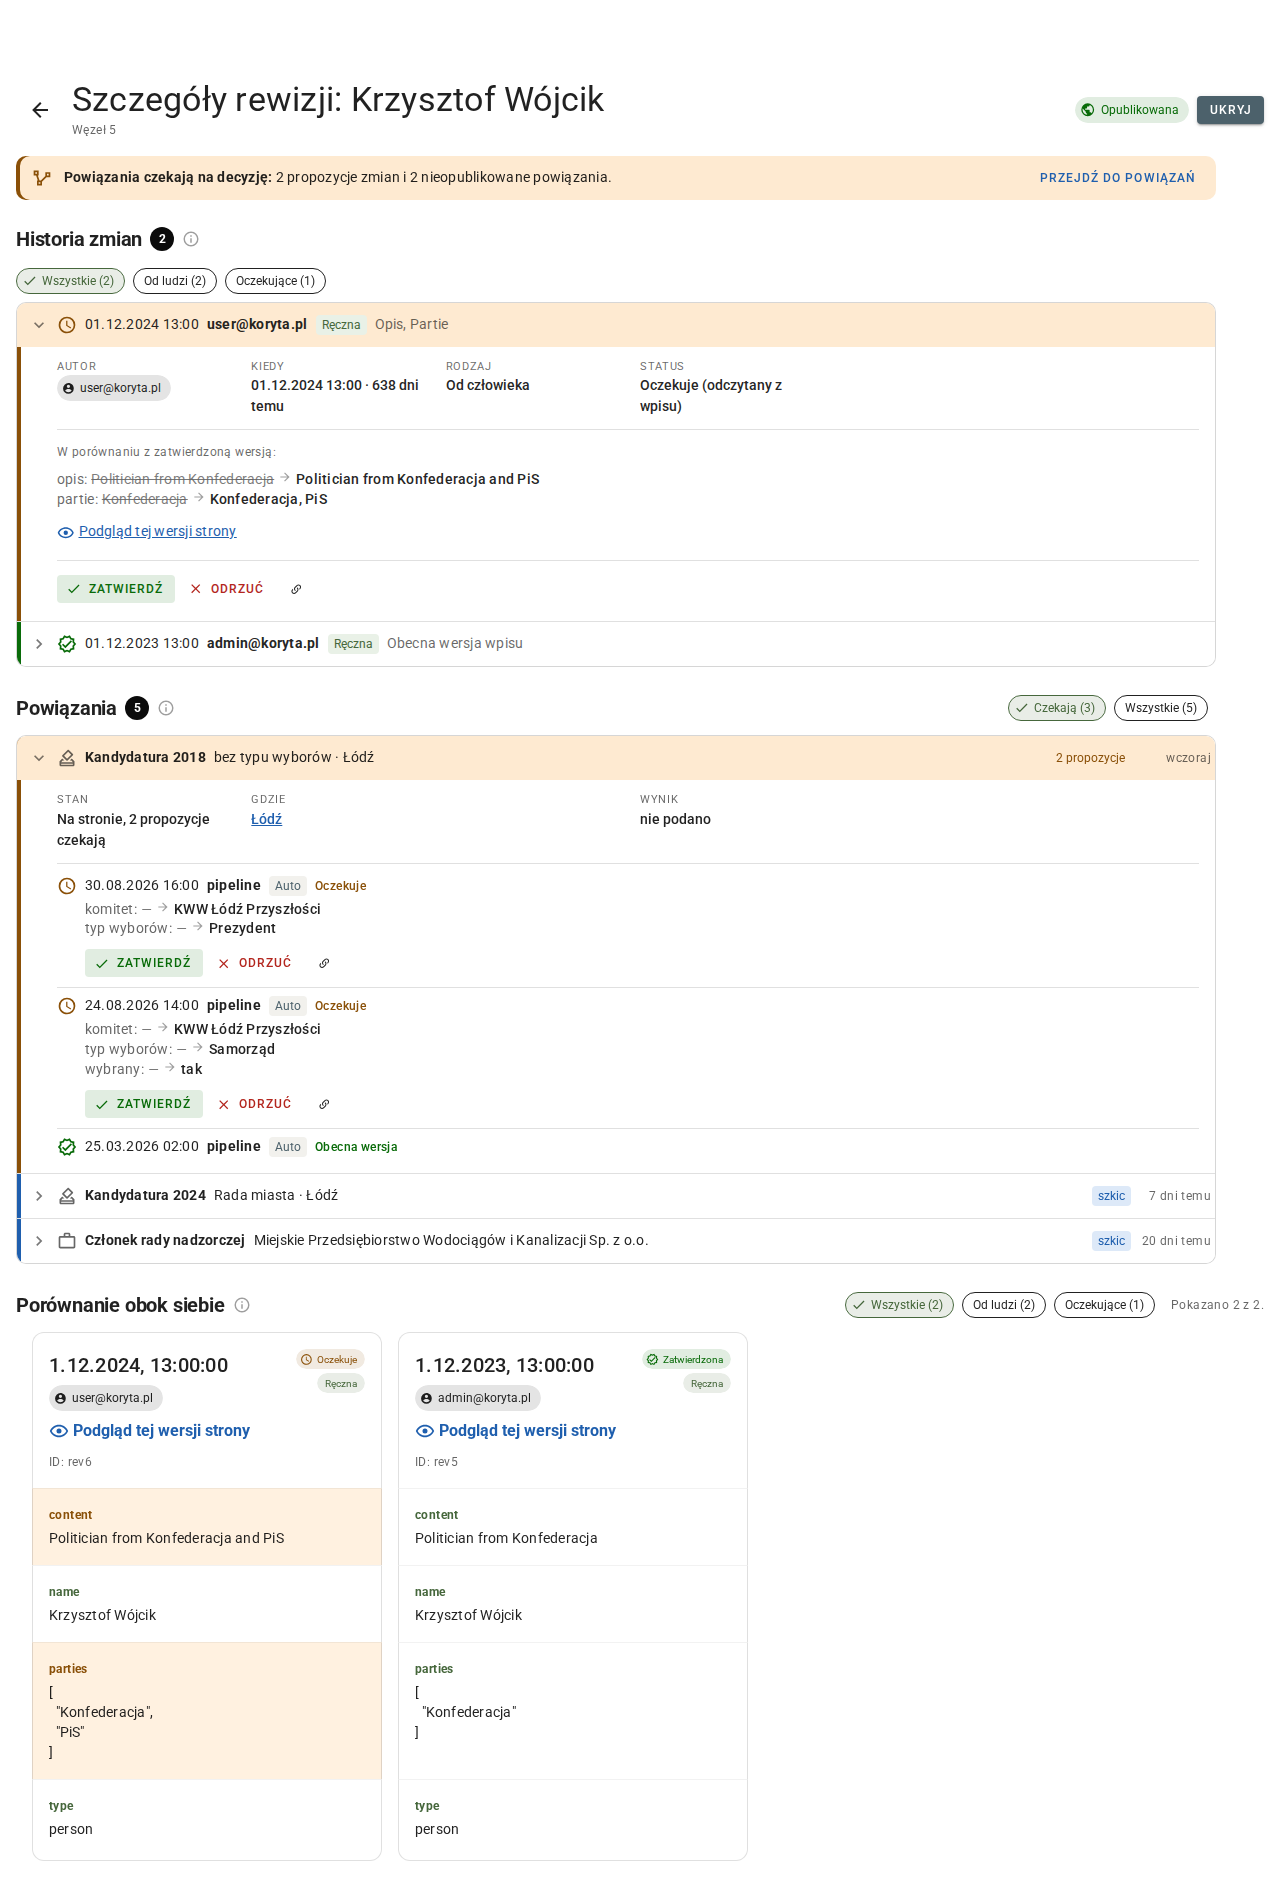 Szczegóły rewizji: Krzysztof Wójcik
Węzeł 5
Opublikowana
UKRYJ
Powiązania czekają na decyzję: 2 propozycje zmian i 2 nieopublikowane powiązania.
PRZEJDŹ DO POWIĄZAŃ
Historia zmian 2
Wszystkie (2) Od ludzi (2) Oczekujące (1)
01.12.2024 13:00 user@koryta.pl Ręczna Opis, Partie
AUTOR KIEDY RODZAJ STATUS
user@koryta.pl 01.12.2024 13:00 · 638 dni Od człowieka Oczekuje (odczytany z
temu wpisu)
W porównaniu z zatwierdzoną wersją:
opis: Politician from Konfederacja → Politician from Konfederacja and PiS
partie: Konfederacja → Konfederacja, PiS
Podgląd tej wersji strony
ZATWIERDŹ ODRZUĆ
01.12.2023 13:00 admin@koryta.pl Ręczna Obecna wersja wpisu
Powiązania 5
Czekają (3) Wszystkie (5)
Kandydatura 2018 bez typu wyborów · Łódź 2 propozycje wczoraj
STAN GDZIE WYNIK
Na stronie, 2 propozycje Łódź nie podano
czekają
30.08.2026 16:00 pipeline Auto Oczekuje
komitet: — → KWW Łódź Przyszłości
typ wyborów: — → Prezydent
ZATWIERDŹ ODRZUĆ
24.08.2026 14:00 pipeline Auto Oczekuje
komitet: — → KWW Łódź Przyszłości
typ wyborów: — → Samorząd
wybrany: — → tak
ZATWIERDŹ ODRZUĆ
25.03.2026 02:00 pipeline Auto Obecna wersja
Kandydatura 2024 Rada miasta · Łódź szkic 7 dni temu
Członek rady nadzorczej Miejskie Przedsiębiorstwo Wodociągów i Kanalizacji Sp. z o.o. szkic 20 dni temu
Porównanie obok siebie
Wszystkie (2) Od ludzi (2) Oczekujące (1) Pokazano 2 z 2.
1.12.2024, 13:00:00
Oczekuje
Ręczna
user@koryta.pl
Podgląd tej wersji strony
ID: rev6
content
Politician from Konfederacja and PiS
name
Krzysztof Wójcik
parties
[
"Konfederacja",
"PiS"
]
type
person
1.12.2023, 13:00:00
Zatwierdzona
Ręczna
admin@koryta.pl
Podgląd tej wersji strony
ID: rev5
content
Politician from Konfederacja
name
Krzysztof Wójcik
parties
[
"Konfederacja"
]
type
person